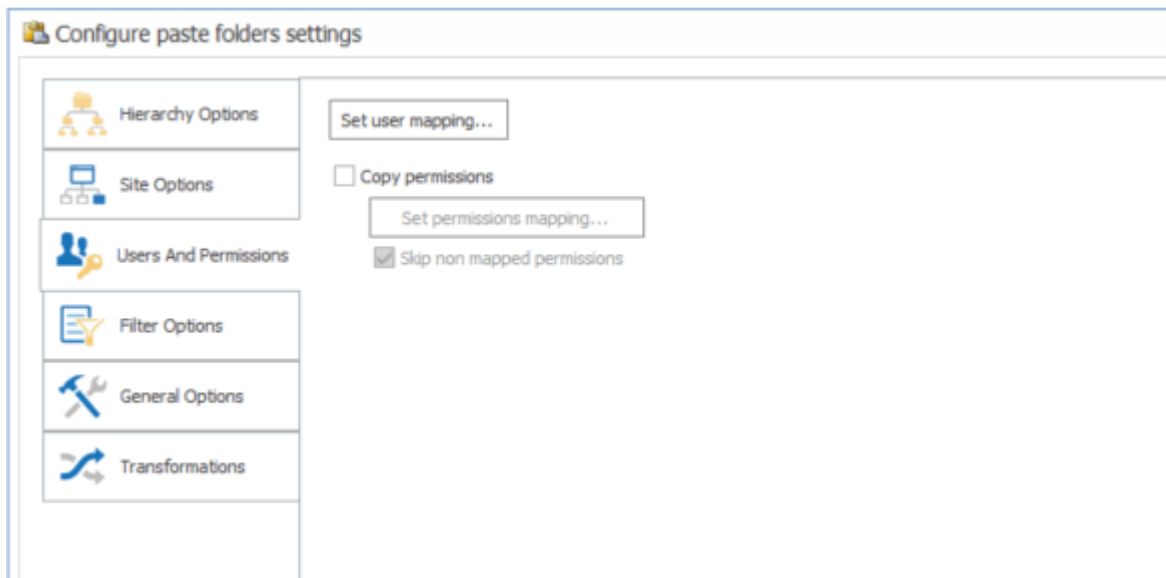 Configure paste folders settings
Hierarchy Options
Site Options
Users And Permissions
Filter Options
General Options
Transformations
Set user mapping...
Copy permissions
Set permissions mapping...
Skip non mapped permissions